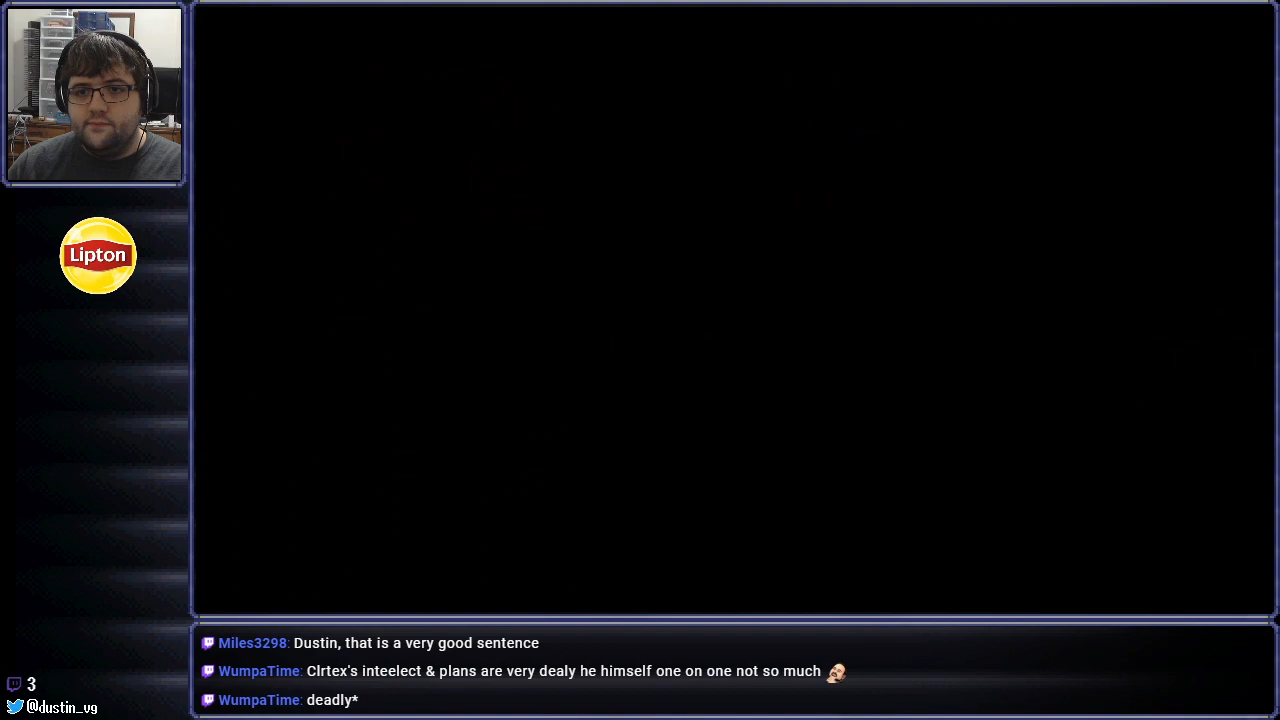 Lipton
Miles3298: Dustin, that is a very good sentence
WumpaTime: Clrtex's inteelect & plans are very dealy he himself one on one not so much
WumpaTime: deadly*
3
@dustin_vg